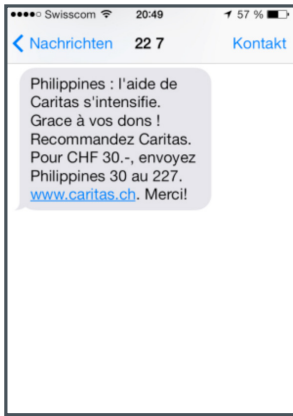 Swisscom 20:49 57 %
Nachrichten 22 7 Kontakt
Philippines : l'aide de
Caritas s'intensifie.
Grace à vos dons !
Recommandez Caritas.
Pour CHF 30.-, envoyez
Philippines 30 au 227.
www.caritas.ch. Merci!